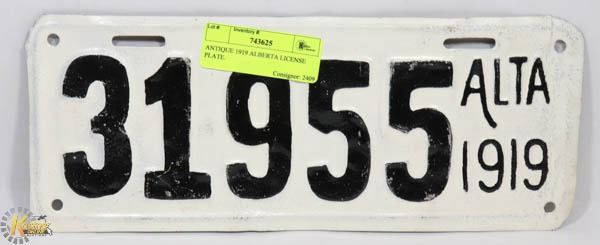 Lot #: Inventory #:
743625
ANTIQUE 1919 ALBERTA LICENSE
PLATE.
Consignor: 2409
31955
ALTA
1919